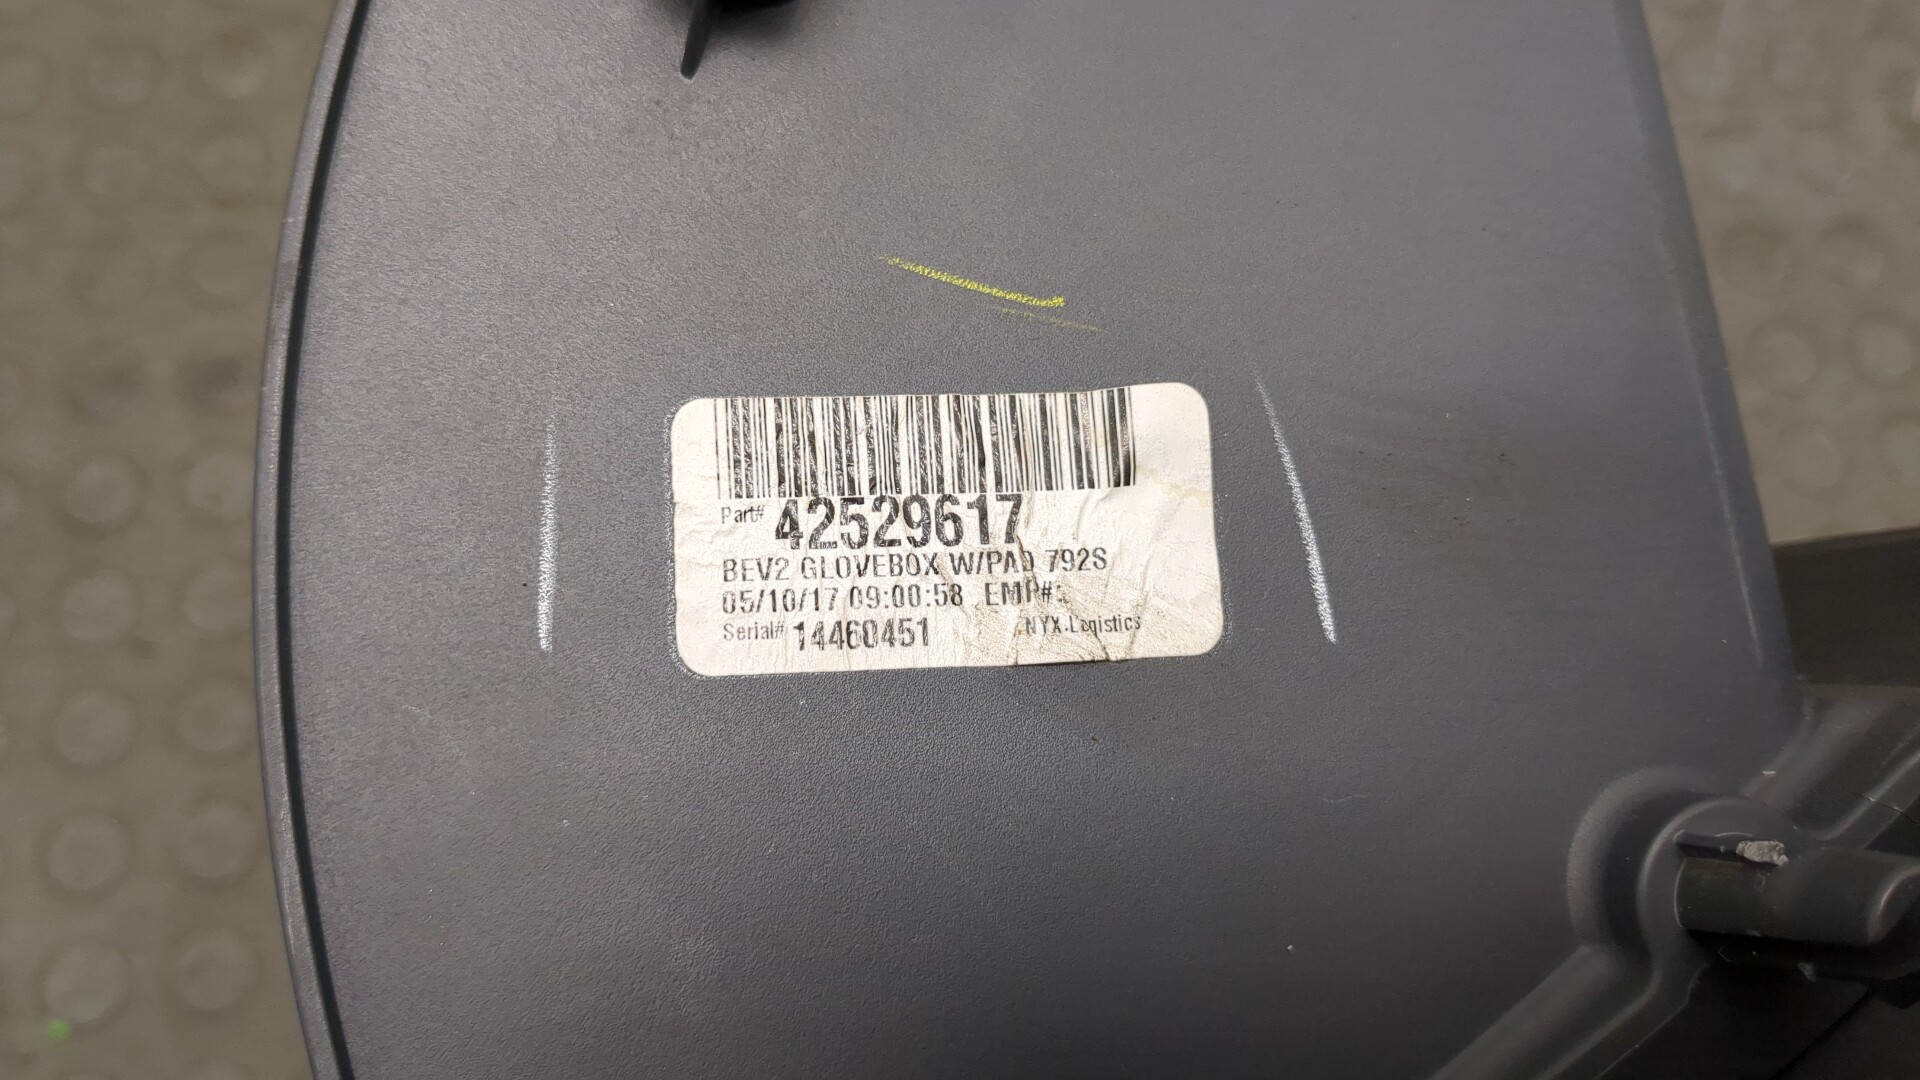 Part# 42529617
BEV2 GLOVEBOX W/PAD 792S
05/10/17 09:00:58 EMP#:
Serial# 14460451 NYX-Logistics